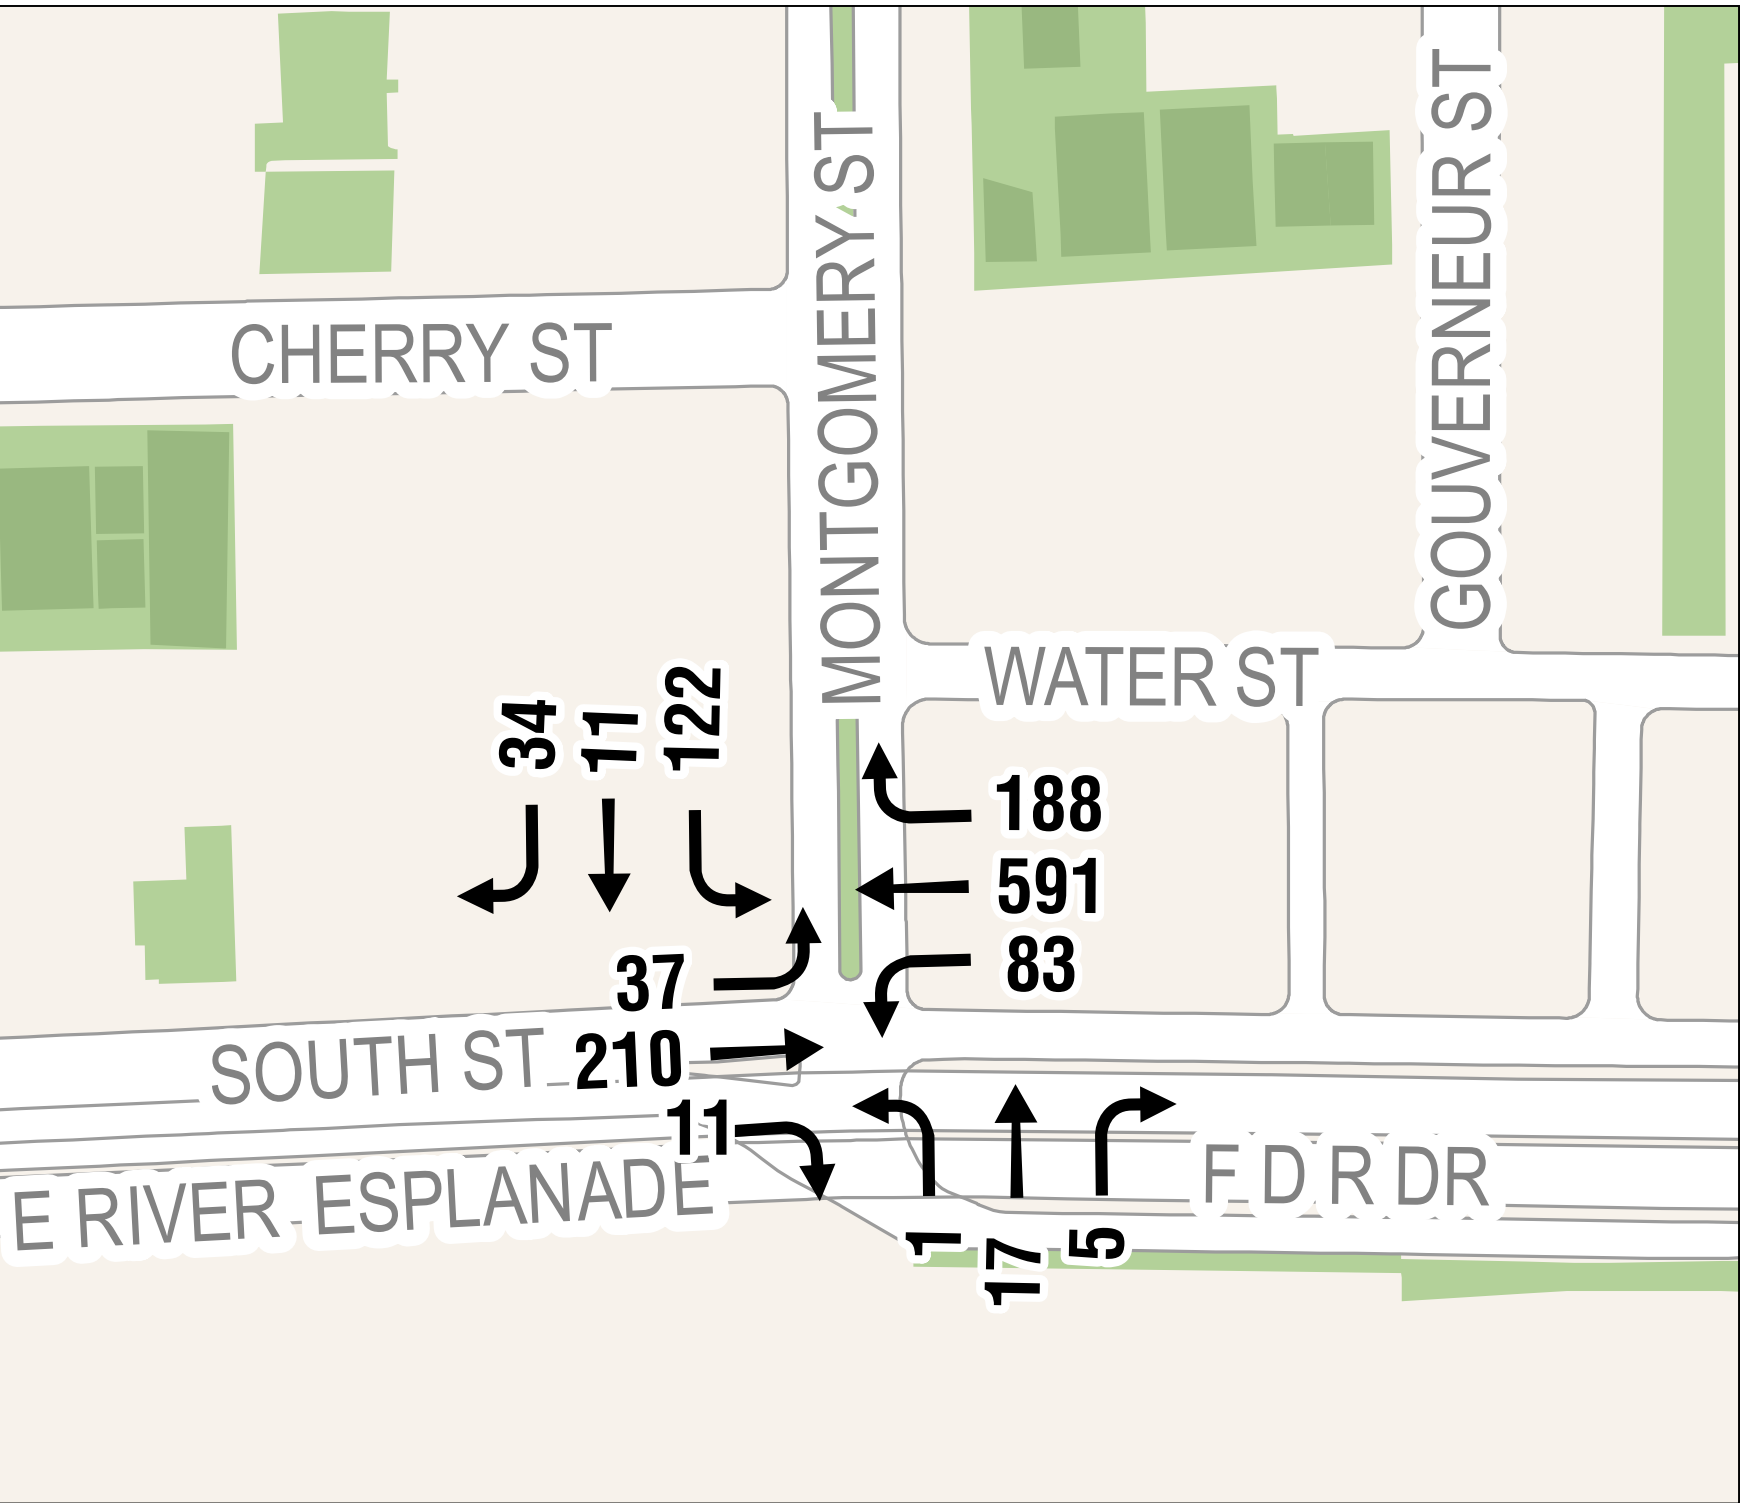 MONTGOMERY ST
GOUVERNEUR ST
CHERRY ST
WATER ST
34
11
122
188
591
83
37
SOUTH ST
210
11
E RIVER ESPLANADE
F D R DR
1
17
5